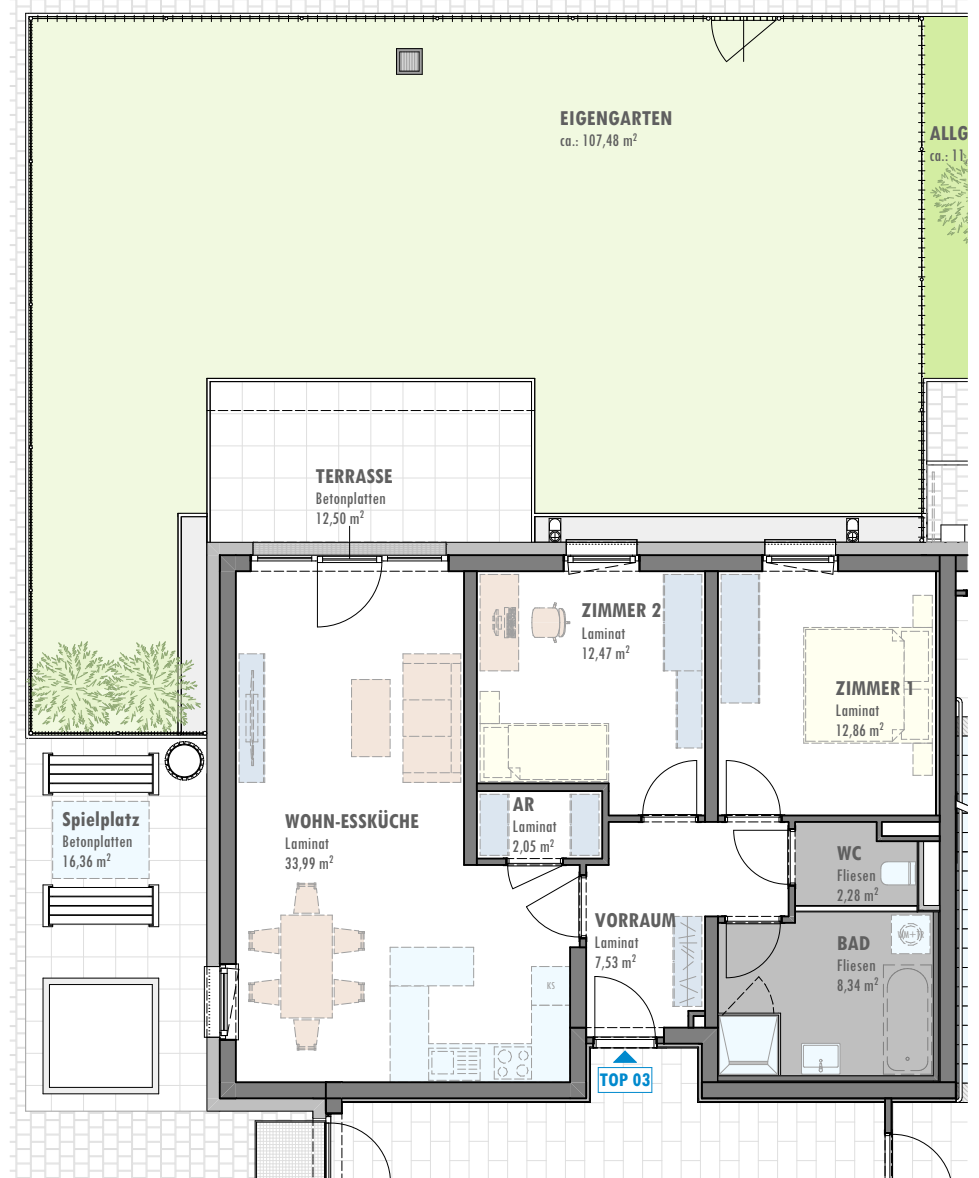 EIGENGARTEN
ca.: 107,48 m²
ALLG
ca.: 11,
TERRASSE
Betonplatten
12,50 m²
ZIMMER 2
Laminat
12,47 m²
ZIMMER 1
Laminat
12,86 m²
Spielplatz
Betonplatten
16,36 m²
WOHN-ESSKÜCHE
Laminat
33,99 m²
AR
Laminat
2,05 m²
WC
Fliesen
2,28 m²
VORRAUM
Laminat
7,53 m²
BAD
Fliesen
8,34 m²
KS
TOP 03